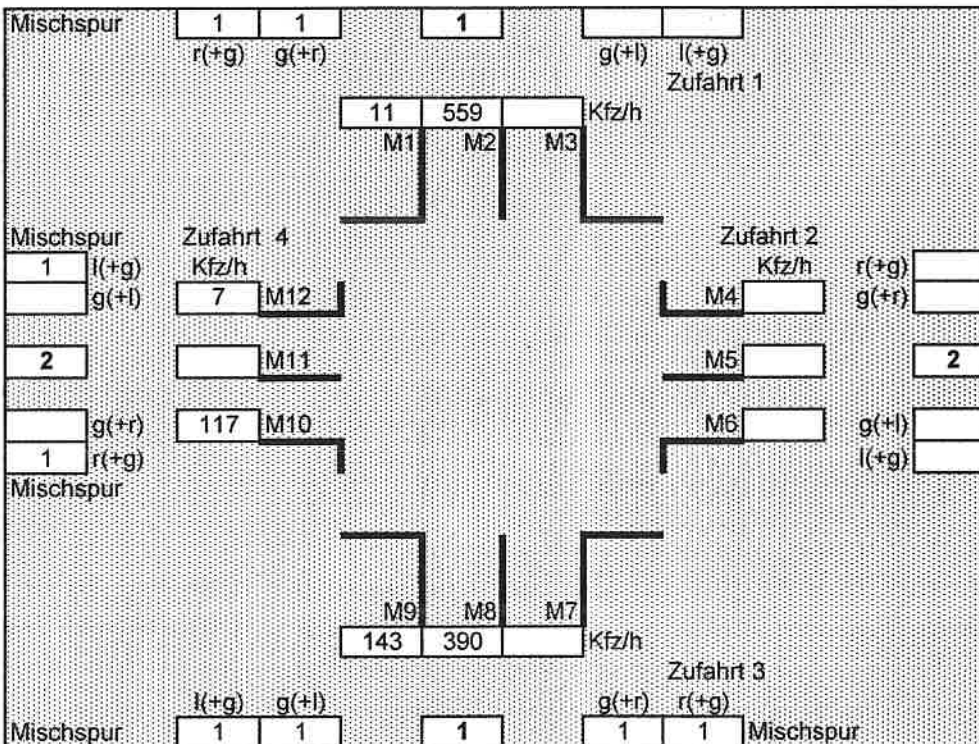 Mischspur 1 1 1
r(+g) g(+r) g(+l) l(+g)
Zufahrt 1
11 559 Kfz/h
M1 M2 M3
Mischspur Zufahrt 4 Zufahrt 2
1 l(+g) Kfz/h Kfz/h r(+g)
g(+l) 7 M12 M4 g(+r)
2 M11 M5 2
g(+r) 117 M10 M6 g(+l)
1 r(+g) l(+g)
Mischspur
M9 M8 M7
143 390 Kfz/h
Zufahrt 3
l(+g) g(+l) g(+r) r(+g)
Mischspur 1 1 1 1 1 Mischspur